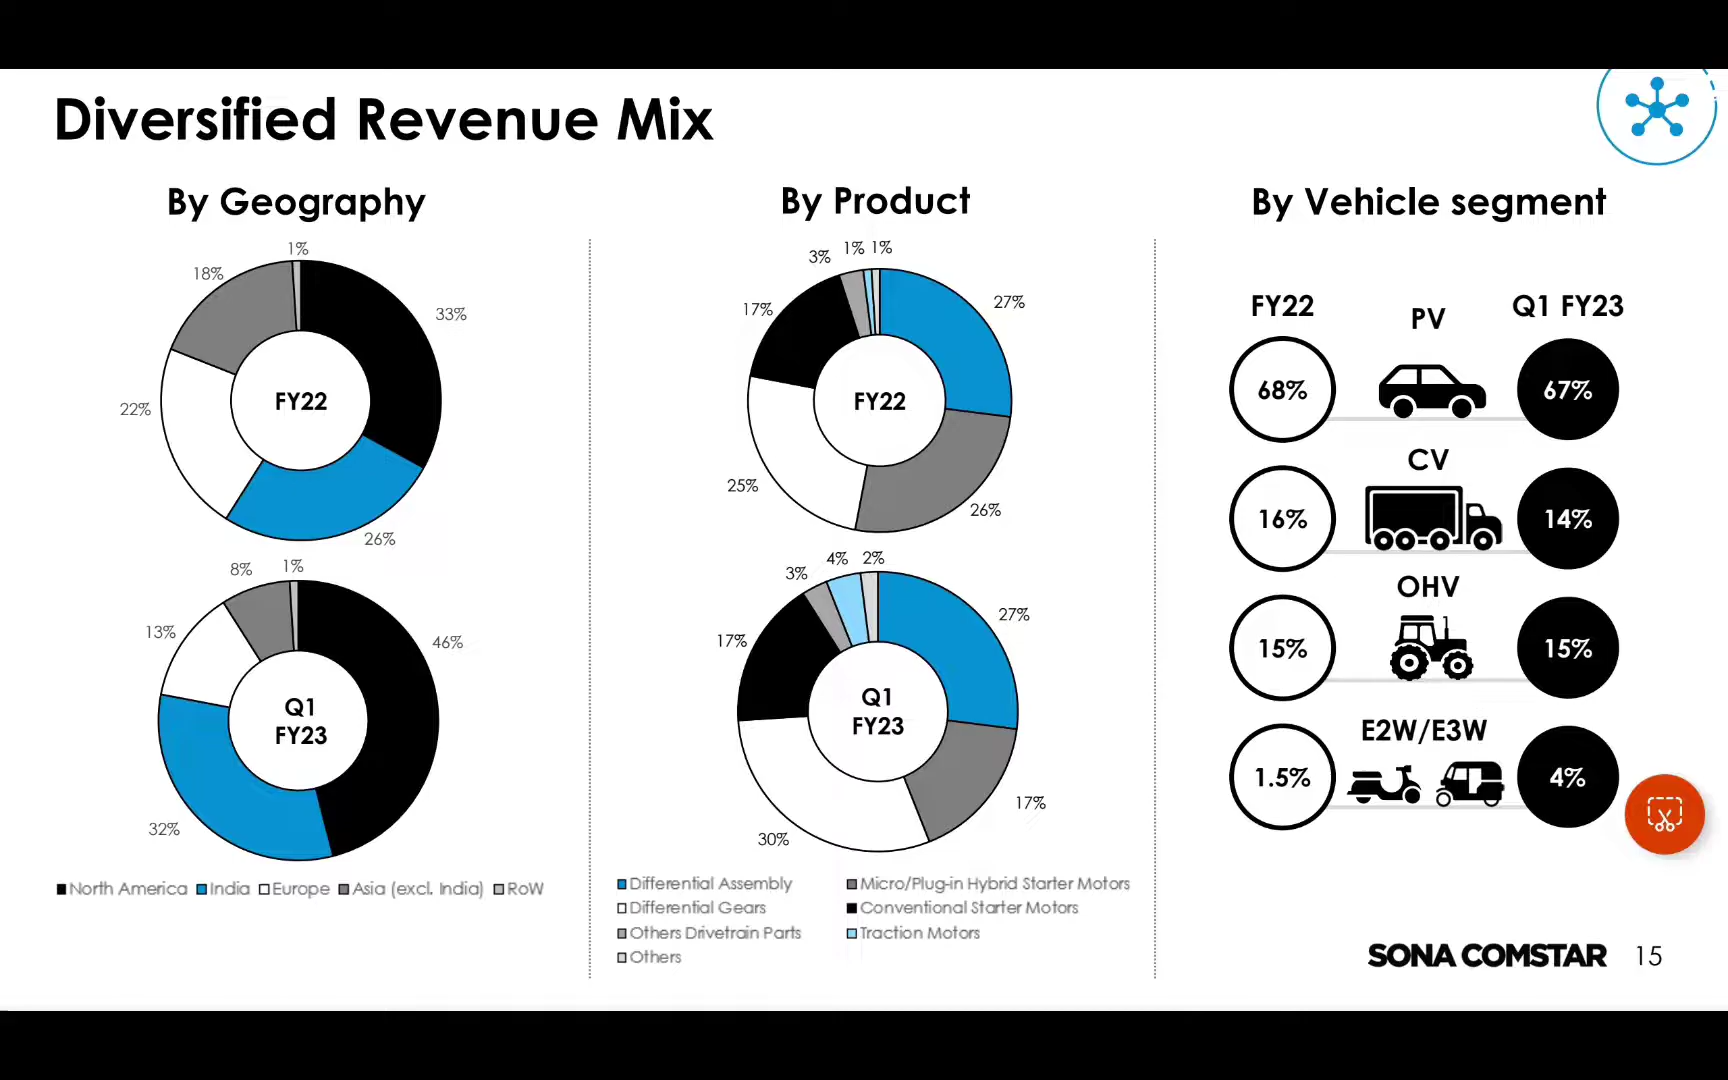 Diversified Revenue Mix
By Geography
1%
18%
33%
22%
FY22
26%
8%
1%
13%
46%
Q1
FY23
32%
North America India Europe Asia (excl. India) RoW
By Product
3% 1% 1%
17%
27%
FY22
25%
26%
3%
4%
2%
17%
27%
Q1
FY23
30%
17%
Differential Assembly Micro/Plug-in Hybrid Starter Motors
Differential Gears Conventional Starter Motors
Others Drivetrain Parts Traction Motors
Others
By Vehicle segment
FY22 PV Q1 FY23
68% 67%
CV
16% 14%
OHV
15% 15%
E2W/E3W
1.5% 4%
SONA COMSTAR 15